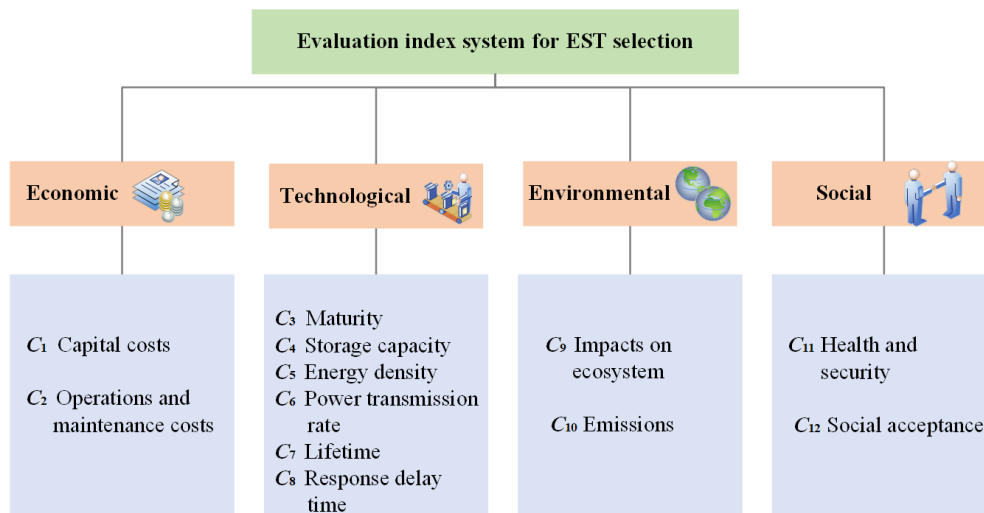 Evaluation index system for EST selection
Economic
Technological
Environmental
Social
C1 Capital costs
C2 Operations and
maintenance costs
C3 Maturity
C4 Storage capacity
C5 Energy density
C6 Power transmission
rate
C7 Lifetime
C8 Response delay
time
C9 Impacts on
ecosystem
C10 Emissions
C11 Health and
security
C12 Social acceptance